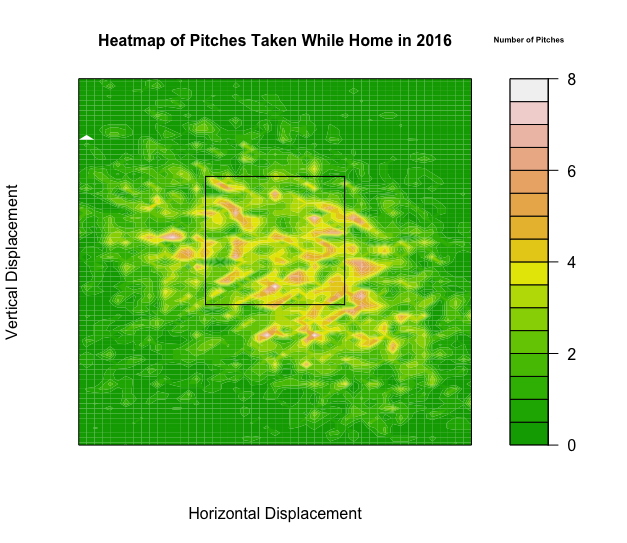 Heatmap of Pitches Taken While Home in 2016
Number of Pitches
8
6
4
2
0
Vertical Displacement
Horizontal Displacement